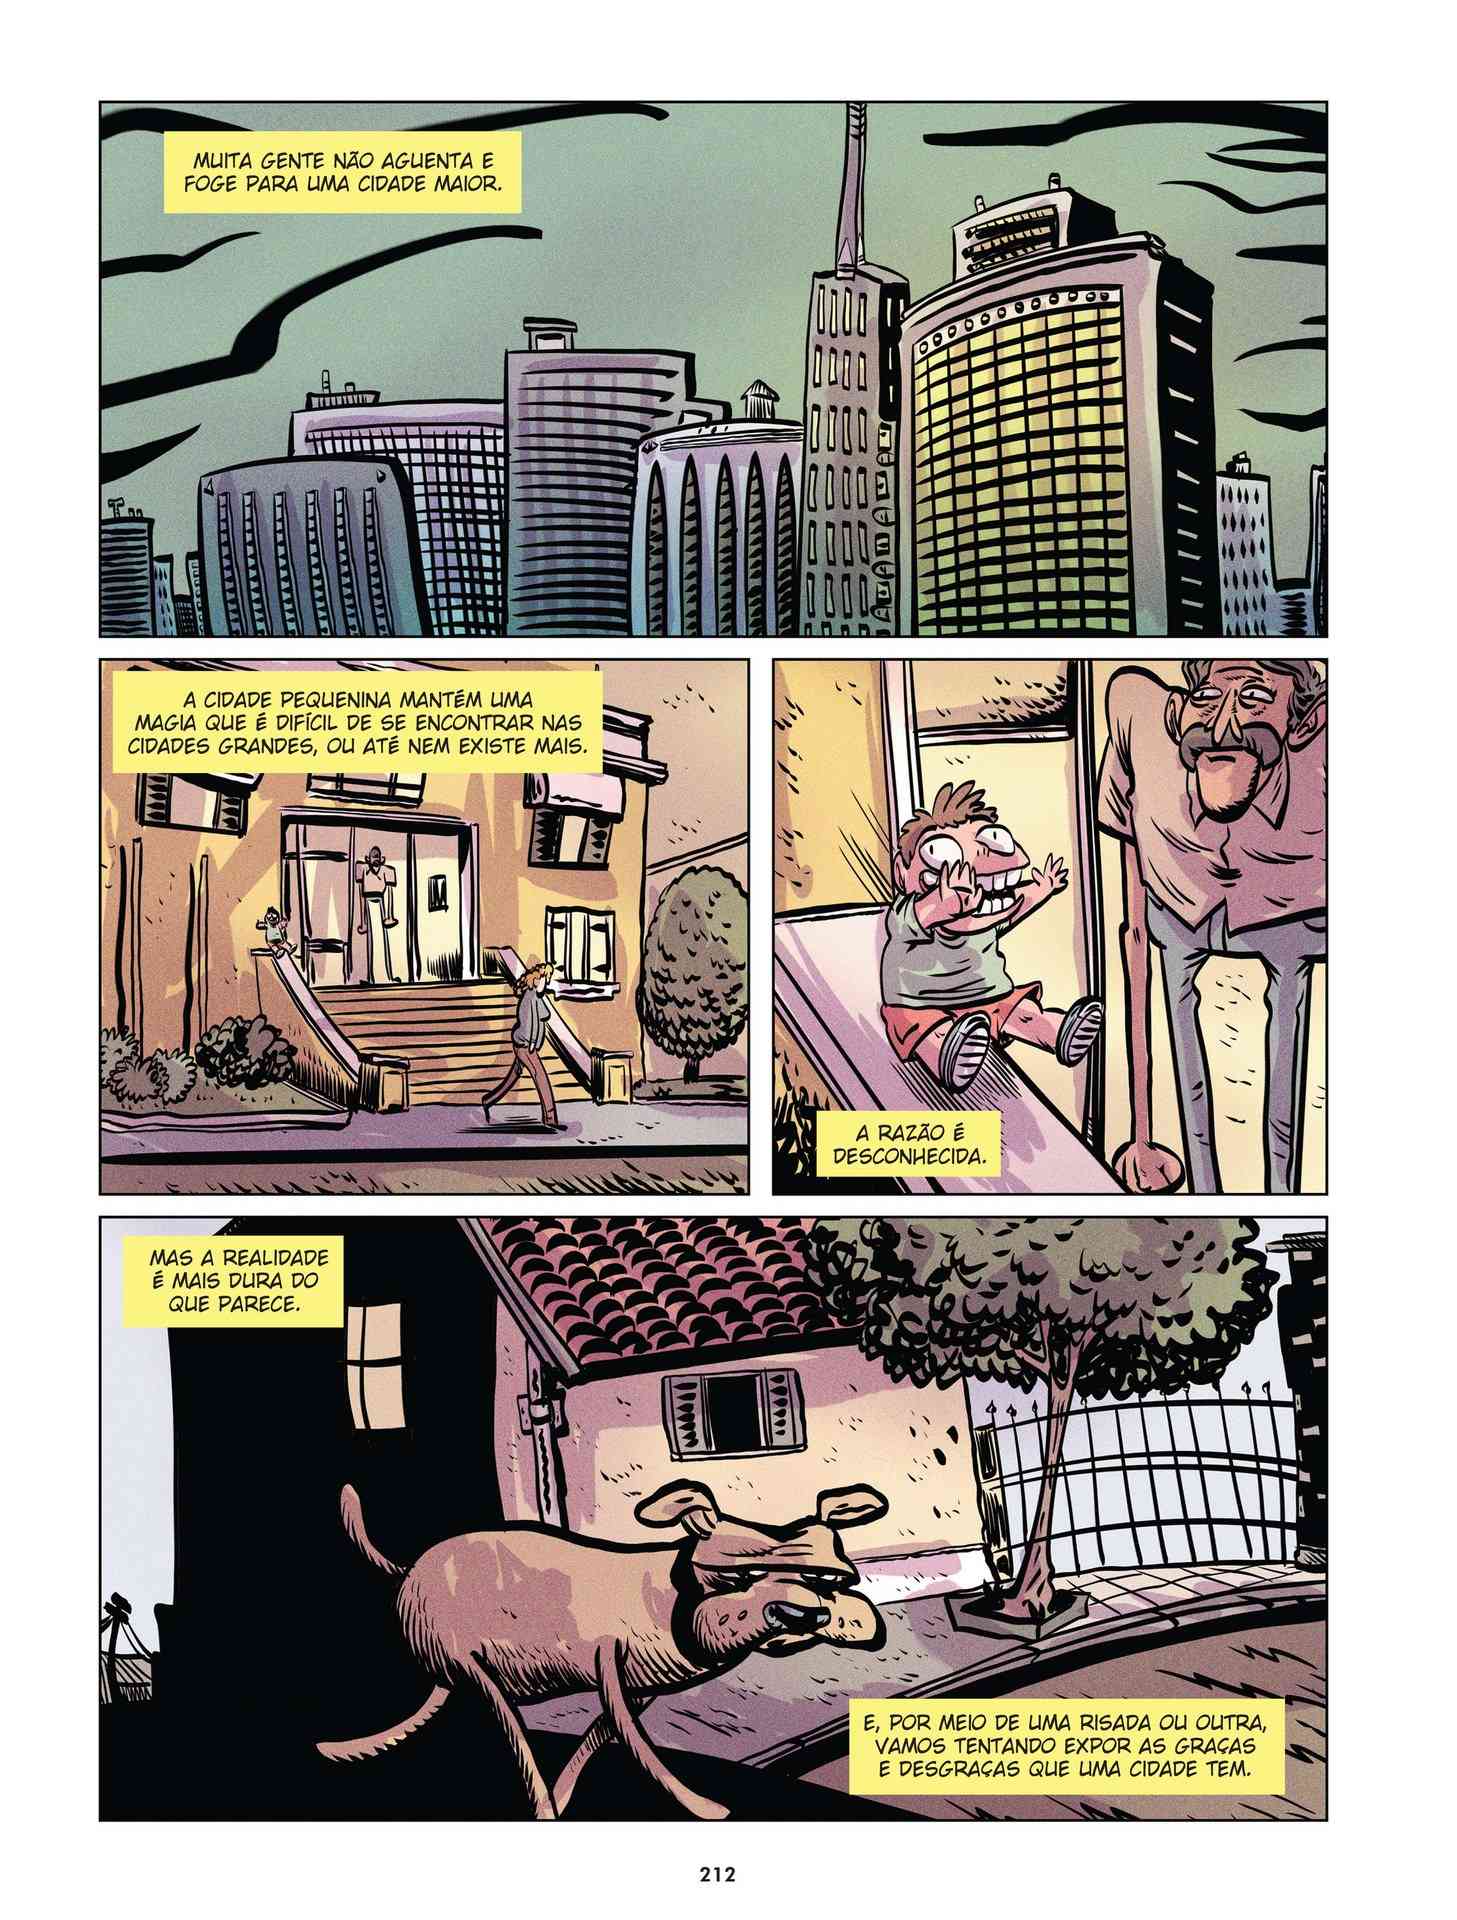 MUITA GENTE NÃO AGUENTA E
FOGE PARA UMA CIDADE MAIOR.
A CIDADE PEQUENINA MANTÉM UMA
MAGIA QUE É DIFÍCIL DE SE ENCONTRAR NAS
CIDADES GRANDES, OU ATÉ NEM EXISTE MAIS.
A RAZÃO É
DESCONHECIDA.
MAS A REALIDADE
É MAIS DURA DO
QUE PARECE.
E, POR MEIO DE UMA RISADA OU OUTRA,
VAMOS TENTANDO EXPOR AS GRAÇAS
E DESGRAÇAS QUE UMA CIDADE TEM.
212